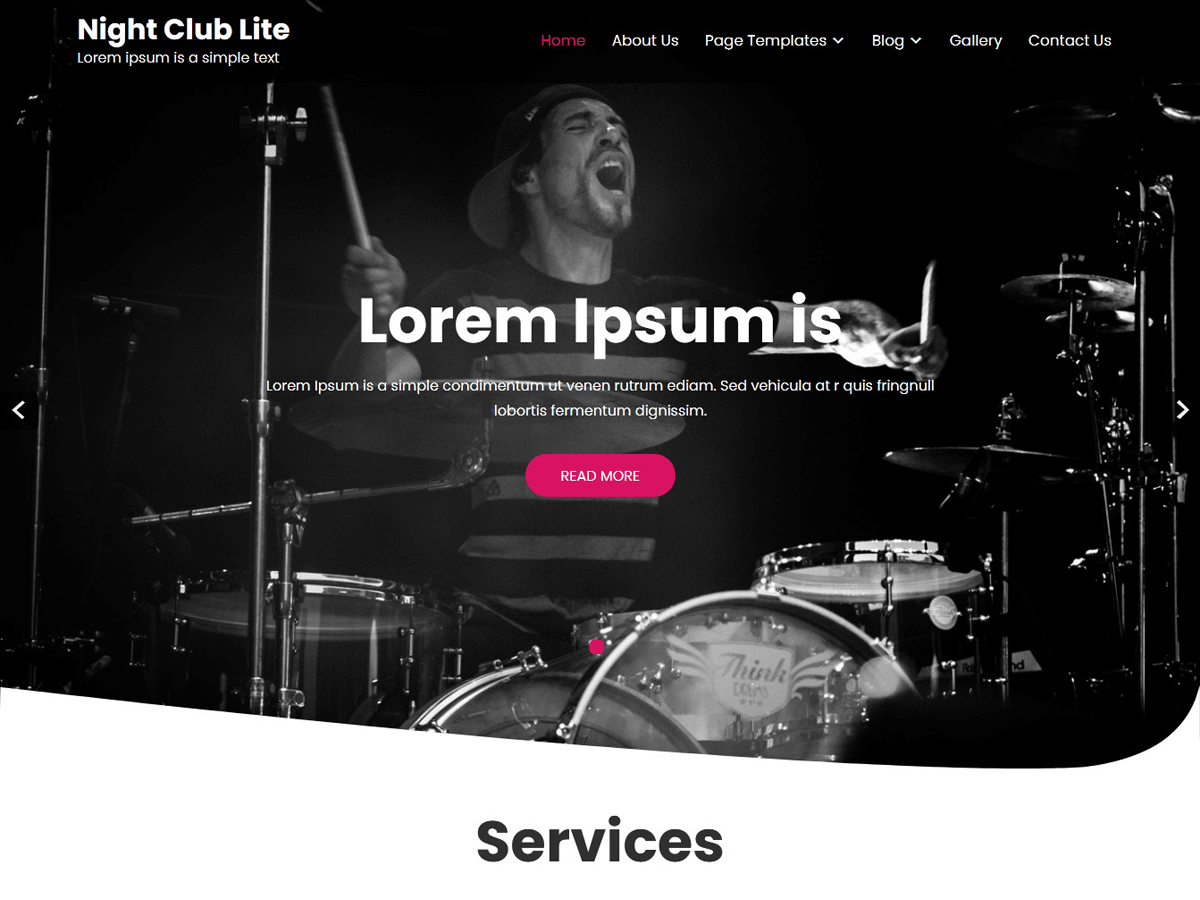 Night Club Lite
Lorem ipsum is a simple text
Home About Us Page Templates Blog Gallery Contact Us
Lorem Ipsum is
Lorem Ipsum is a simple condimentum ut venen rutrum ediam. Sed vehicula at r quis fringnull
lobortis fermentum dignissim.
READ MORE
Think
DRUMS
Services